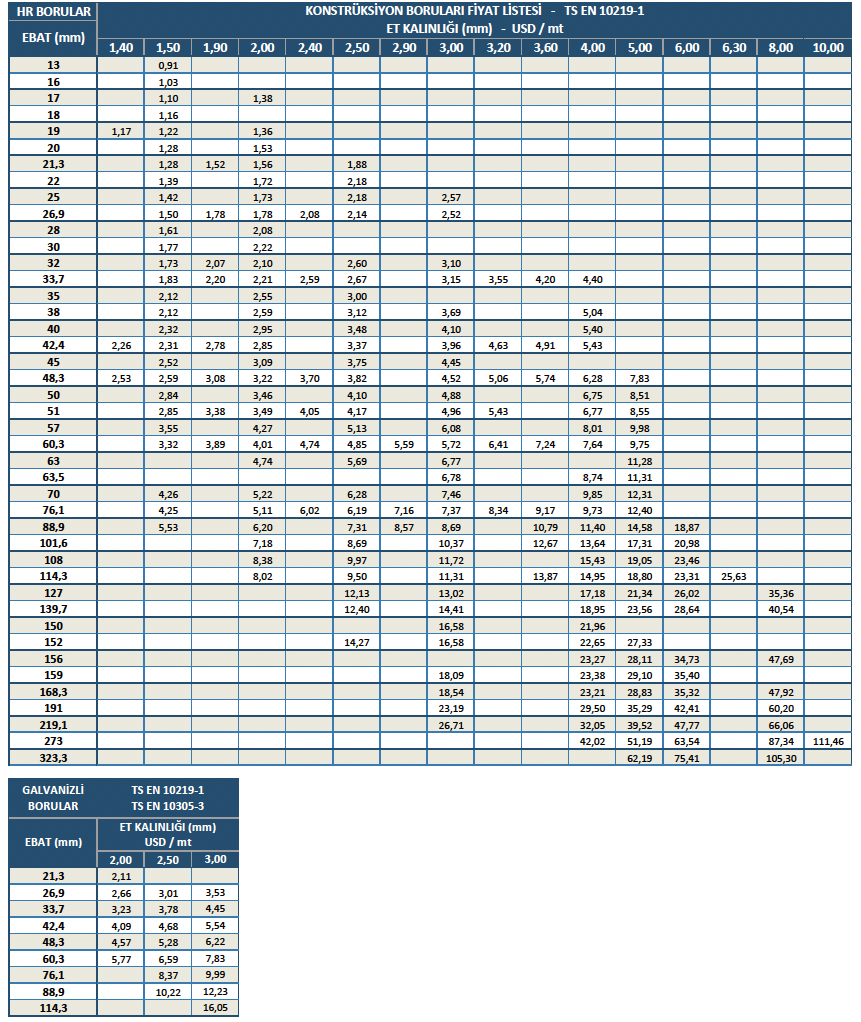 HR BORULAR KONSTRÜKSİYON BORULARI FİYAT LİSTESİ - TS EN 10219-1
EBAT (mm) ET KALINLIĞI (mm) - USD / mt
1,40 1,50 1,90 2,00 2,40 2,50 2,90 3,00 3,20 3,60 4,00 5,00 6,00 6,30 8,00 10,00
13 0,91
16 1,03
17 1,10 1,38
18 1,16
19 1,17 1,22 1,36
20 1,28 1,53
21,3 1,28 1,52 1,56 1,88
22 1,39 1,72 2,18
25 1,42 1,73 2,18 2,57
26,9 1,50 1,78 1,78 2,08 2,14 2,52
28 1,61 2,08
30 1,77 2,22
32 1,73 2,07 2,10 2,60 3,10
33,7 1,83 2,20 2,21 2,59 2,67 3,15 3,55 4,20 4,40
35 2,12 2,55 3,00
38 2,12 2,59 3,12 3,69 5,04
40 2,32 2,95 3,48 4,10 5,40
42,4 2,26 2,31 2,78 2,85 3,37 3,96 4,63 4,91 5,43
45 2,52 3,09 3,75 4,45
48,3 2,53 2,59 3,08 3,22 3,70 3,82 4,52 5,06 5,74 6,28 7,83
50 2,84 3,46 4,10 4,88 6,75 8,51
51 2,85 3,38 3,49 4,05 4,17 4,96 5,43 6,77 8,55
57 3,55 4,27 5,13 6,08 8,01 9,98
60,3 3,32 3,89 4,01 4,74 4,85 5,59 5,72 6,41 7,24 7,64 9,75
63 4,74 5,69 6,77 11,28
63,5 6,78 8,74 11,31
70 4,26 5,22 6,28 7,46 9,85 12,31
76,1 4,25 5,11 6,02 6,19 7,16 7,37 8,34 9,17 9,73 12,40
88,9 5,53 6,20 7,31 8,57 8,69 10,79 11,40 14,58 18,87
101,6 7,18 8,69 10,37 12,67 13,64 17,31 20,98
108 8,38 9,97 11,72 15,43 19,05 23,46
114,3 8,02 9,50 11,31 13,87 14,95 18,80 23,31 25,63
127 12,13 13,02 17,18 21,34 26,02 35,36
139,7 12,40 14,41 18,95 23,56 28,64 40,54
150 16,58 21,96
152 14,27 16,58 22,65 27,33
156 23,27 28,11 34,73 47,69
159 18,09 23,38 29,10 35,40
168,3 18,54 23,21 28,83 35,32 47,92
191 23,19 29,50 35,29 42,41 60,20
219,1 26,71 32,05 39,52 47,77 66,06
273 42,02 51,19 63,54 87,34 111,46
323,3 62,19 75,41 105,30
GALVANİZLİ TS EN 10219-1
BORULAR TS EN 10305-3
EBAT (mm) ET KALINLIĞI (mm)
USD / mt
2,00 2,50 3,00
21,3 2,11
26,9 2,66 3,01 3,53
33,7 3,23 3,78 4,45
42,4 4,09 4,68 5,54
48,3 4,57 5,28 6,22
60,3 5,77 6,59 7,83
76,1 8,37 9,99
88,9 10,22 12,23
114,3 16,05